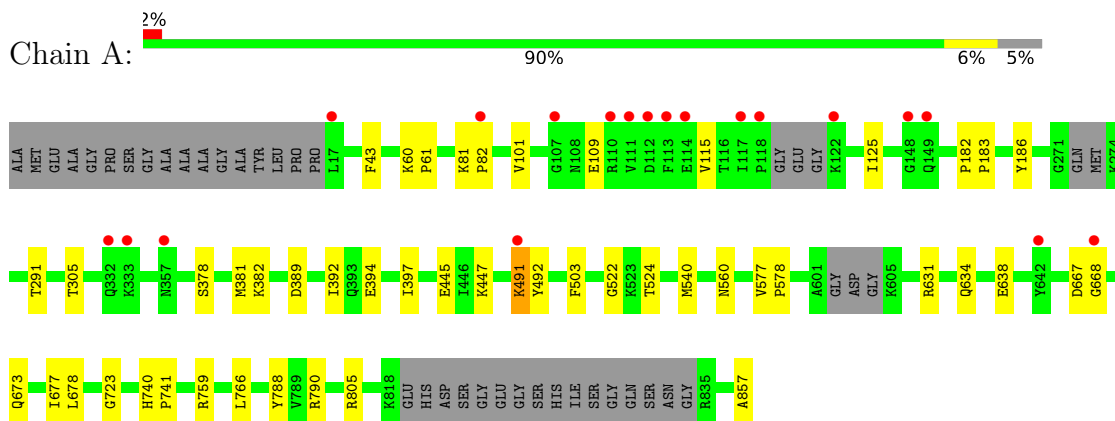 2%
Chain A:
90% 6% 5%
ALA MET GLU ALA GLY PRO SER GLY ALA ALA ALA GLY ALA TYR LEU PRO PRO L17 F43 K60 P61 K81 P82 V101 G107 N108 E109 R110 V111 D112 F113 E114 V115 T116 I117 P118 GLY GLU GLY K122 I125 G148 Q149 P182 P183 Y186 G271 GLN MET K274
T291 T305 Q332 K333 N357 S378 M381 K382 D389 I392 Q393 E394 I397 E445 I446 K447 K491 Y492 F503 G522 K523 T524 M540 N560 V577 P578 A601 GLY ASP GLY K605 R631 Q634 E638 Y642 D667 G668
Q673 I677 L678 G723 H740 P741 R759 L766 Y788 V789 R790 R805 K818 GLU HIS ASP SER GLY GLU GLY SER HIS ILE SER GLY GLN SER ASN GLY R835 A857